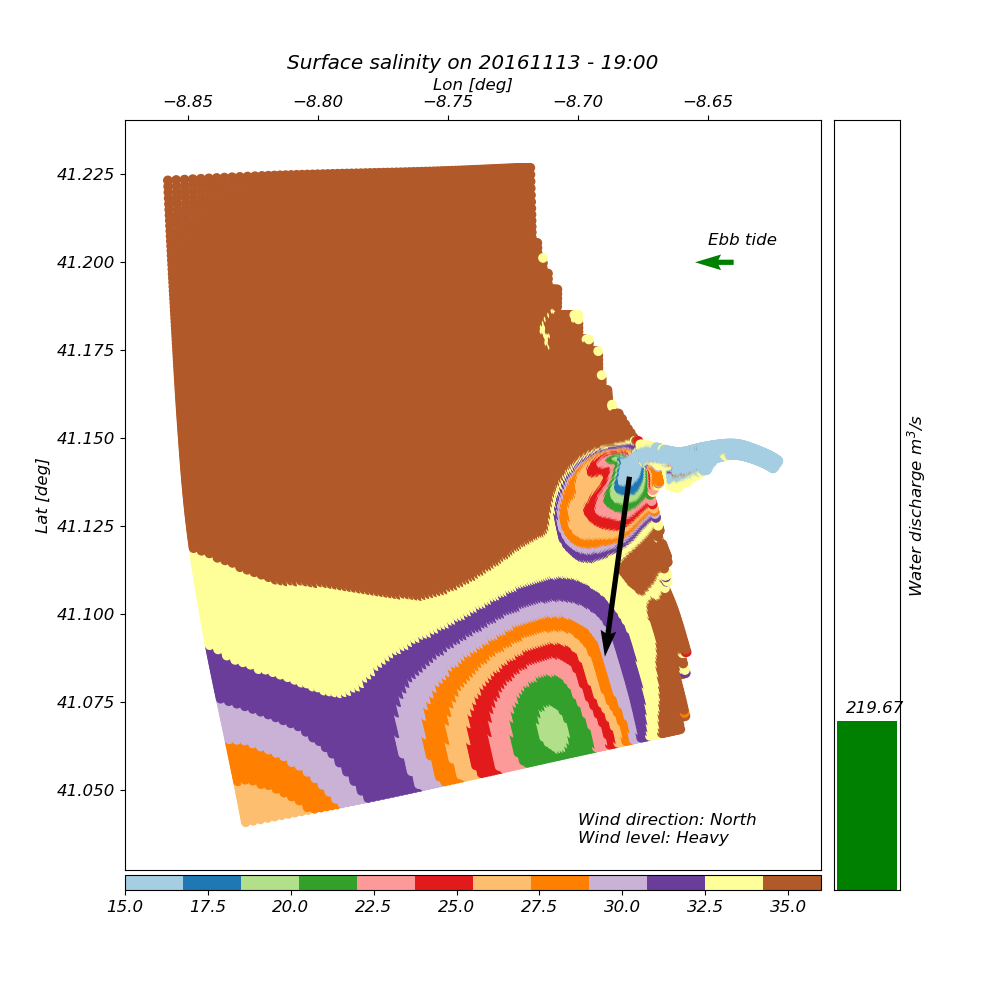 Surface salinity on 20161113 - 19:00
Lon [deg]
−8.85 −8.80 −8.75 −8.70 −8.65
41.225
41.200
41.175
41.150
41.125
41.100
41.075
41.050
Lat [deg]
Ebb tide
Wind direction: North
Wind level: Heavy
219.67
Water discharge m³/s
15.0 17.5 20.0 22.5 25.0 27.5 30.0 32.5 35.0